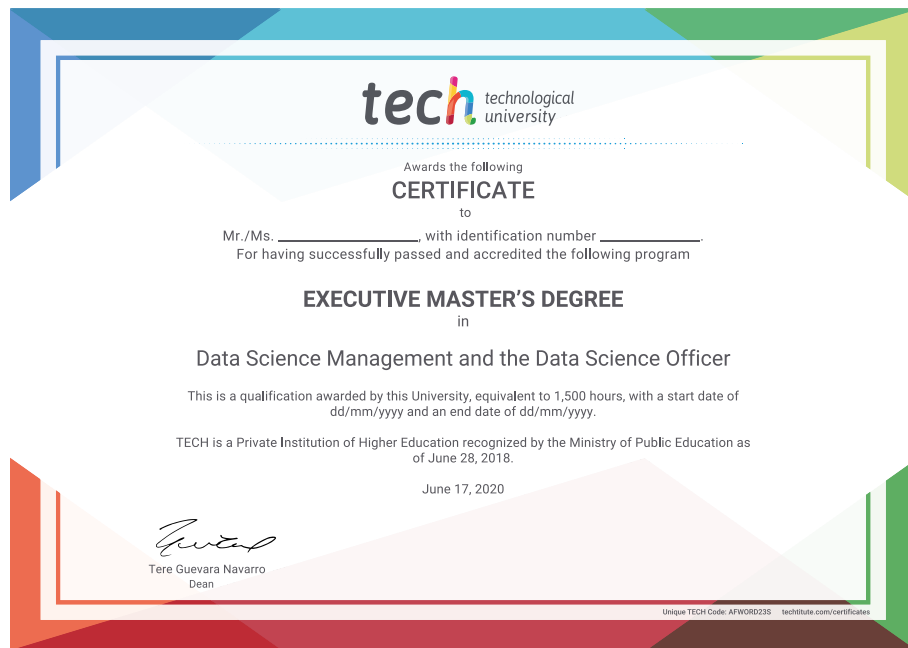 tech technological
university
Awards the following
CERTIFICATE
to
Mr./Ms. ____________________, with identification number ______________.
For having successfully passed and accredited the following program
EXECUTIVE MASTER'S DEGREE
in
Data Science Management and the Data Science Officer
This is a qualification awarded by this University, equivalent to 1,500 hours, with a start date of
dd/mm/yyyy and an end date of dd/mm/yyyy.
TECH is a Private Institution of Higher Education recognized by the Ministry of Public Education as
of June 28, 2018.
June 17, 2020
Tere Guevara Navarro
Dean
Unique TECH Code: AFWORD23S techtitute.com/certificates